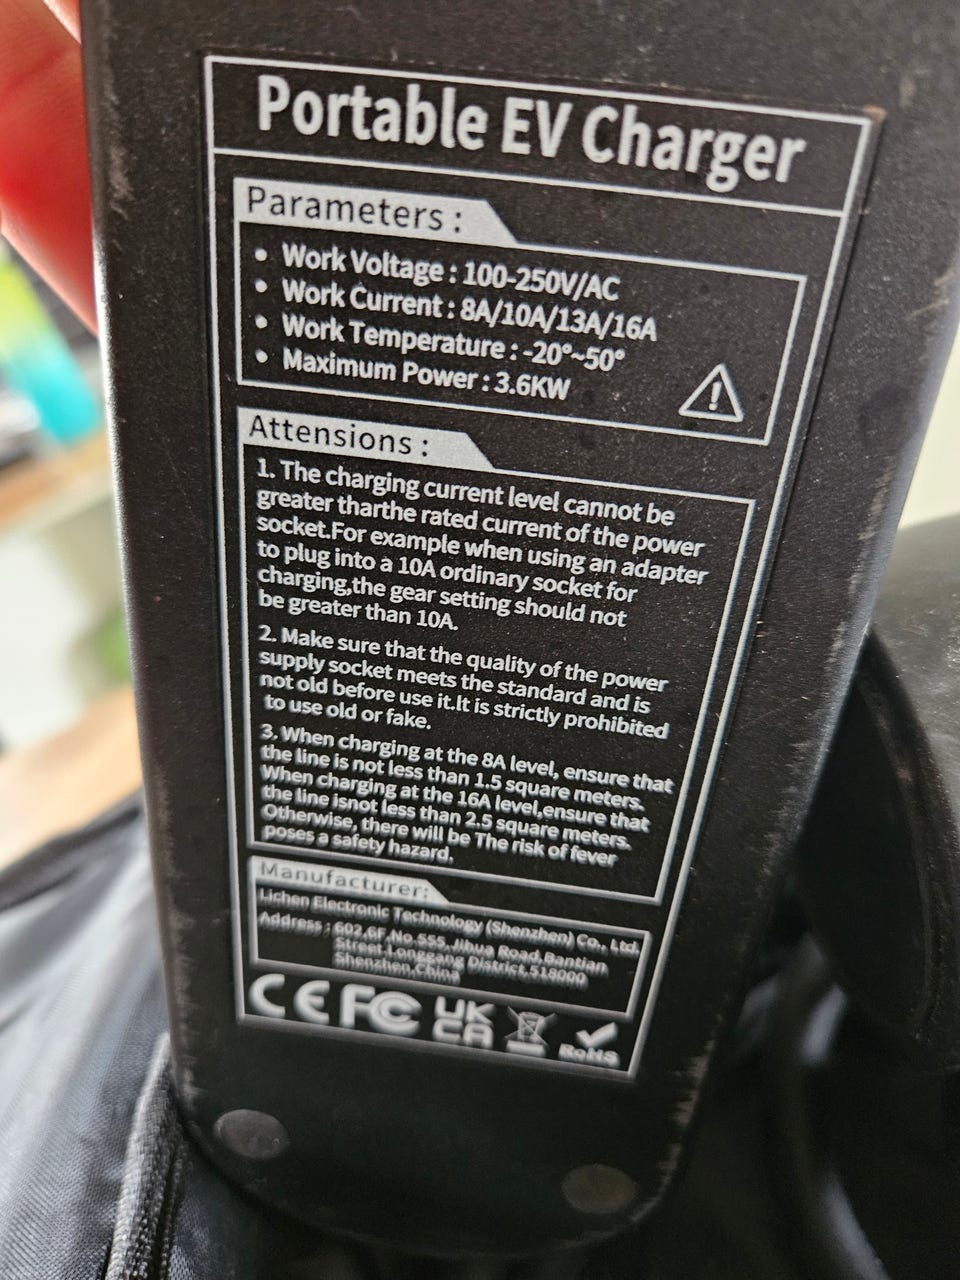 Portable EV Charger
Parameters :
• Work Voltage : 100-250V/AC
• Work Current : 8A/10A/13A/16A
• Work Temperature : -20°~50°
• Maximum Power : 3.6KW
Attensions :
1. The charging current level cannot be
greater tharthe rated current of the power
socket.For example when using an adapter
to plug into a 10A ordinary socket for
charging,the gear setting should not
be greater than 10A.
2. Make sure that the quality of the power
supply socket meets the standard and is
not old before use it.It is strictly prohibited
to use old or fake.
3. When charging at the 8A level, ensure that
the line is not less than 1.5 square meters.
When charging at the 16A level,ensure that
the line isnot less than 2.5 square meters.
Otherwise, there will be The risk of fever
poses a safety hazard.
Manufacturer:
Lichen Electronic Technology (Shenzhen) Co., Ltd.
Address : 602,6F,No.555,Jihua Road,Bantian
Street,Longgang District,518000
Shenzhen,China
CE FC UK
CA
RoHS